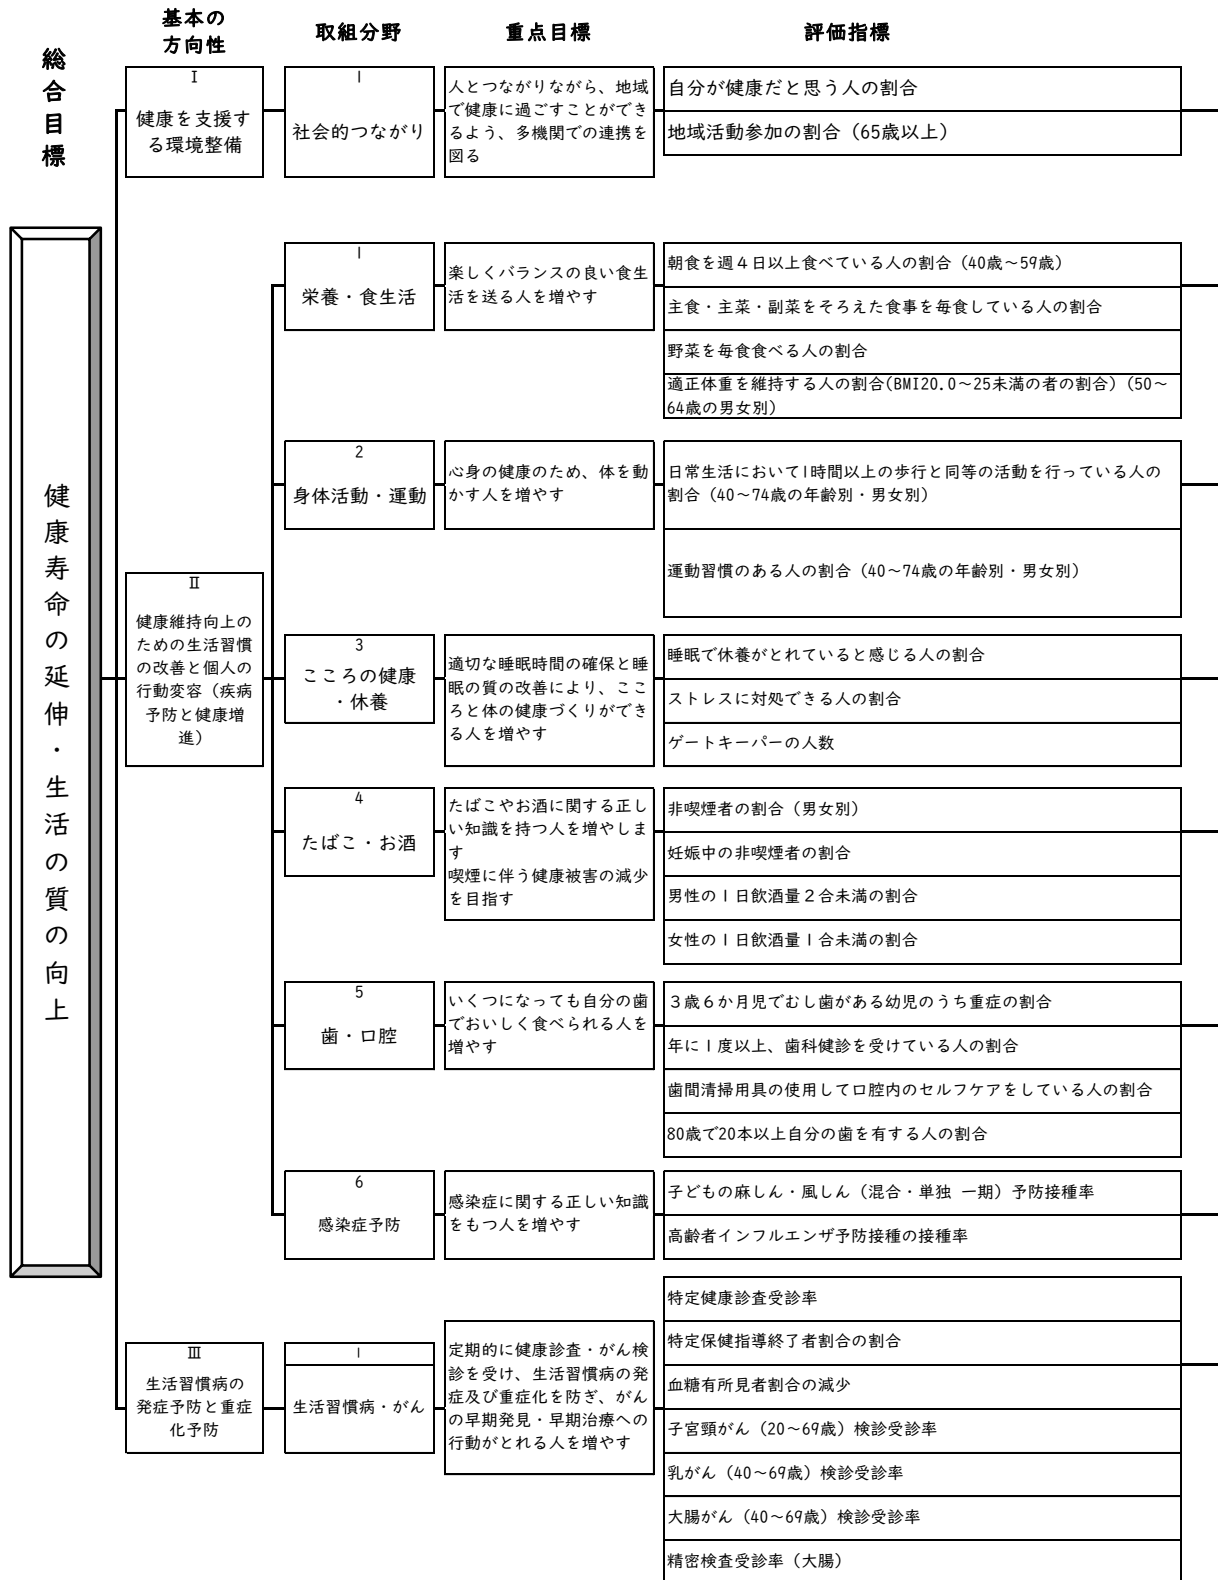 基本の
方向性
取組分野
重点目標
評価指標
総合目標
健康寿命の延伸・生活の質の向上
Ⅰ
健康を支援す
る環境整備
1
社会的つながり
人とつながりながら、地域
で健康に過ごすことができ
るよう、多機関での連携を
図る
自分が健康だと思う人の割合
地域活動参加の割合（65歳以上）
Ⅱ
健康維持向上の
ための生活習慣
の改善と個人の
行動変容（疾病
予防と健康増
進）
1
栄養・食生活
楽しくバランスの良い食生
活を送る人を増やす
朝食を週４日以上食べている人の割合（40歳～59歳）
主食・主菜・副菜をそろえた食事を毎食している人の割合
野菜を毎食食べる人の割合
適正体重を維持する人の割合(BMI20.0～25未満の者の割合)（50～
64歳の男女別）
2
身体活動・運動
心身の健康のため、体を動
かす人を増やす
日常生活において1時間以上の歩行と同等の活動を行っている人の
割合（40～74歳の年齢別・男女別）
運動習慣のある人の割合（40～74歳の年齢別・男女別）
3
こころの健康
・休養
適切な睡眠時間の確保と睡
眠の質の改善により、ここ
ろと体の健康づくりができ
る人を増やす
睡眠で休養がとれていると感じる人の割合
ストレスに対処できる人の割合
ゲートキーパーの人数
4
たばこ・お酒
たばこやお酒に関する正し
い知識を持つ人を増やしま
す
喫煙に伴う健康被害の減少
を目指す
非喫煙者の割合（男女別）
妊娠中の非喫煙者の割合
男性の１日飲酒量２合未満の割合
女性の１日飲酒量１合未満の割合
5
歯・口腔
いくつになっても自分の歯
でおいしく食べられる人を
増やす
３歳６か月児でむし歯がある幼児のうち重症の割合
年に１度以上、歯科健診を受けている人の割合
歯間清掃用具の使用して口腔内のセルフケアをしている人の割合
80歳で20本以上自分の歯を有する人の割合
6
感染症予防
感染症に関する正しい知識
をもつ人を増やす
子どもの麻しん・風しん（混合・単独 一期）予防接種率
高齢者インフルエンザ予防接種の接種率
Ⅲ
生活習慣病の
発症予防と重症
化予防
1
生活習慣病・がん
定期的に健康診査・がん検
診を受け、生活習慣病の発
症及び重症化を防ぎ、がん
の早期発見・早期治療への
行動がとれる人を増やす
特定健康診査受診率
特定保健指導終了者割合の割合
血糖有所見者割合の減少
子宮頸がん（20～69歳）検診受診率
乳がん（40～69歳）検診受診率
大腸がん（40～69歳）検診受診率
精密検査受診率（大腸）